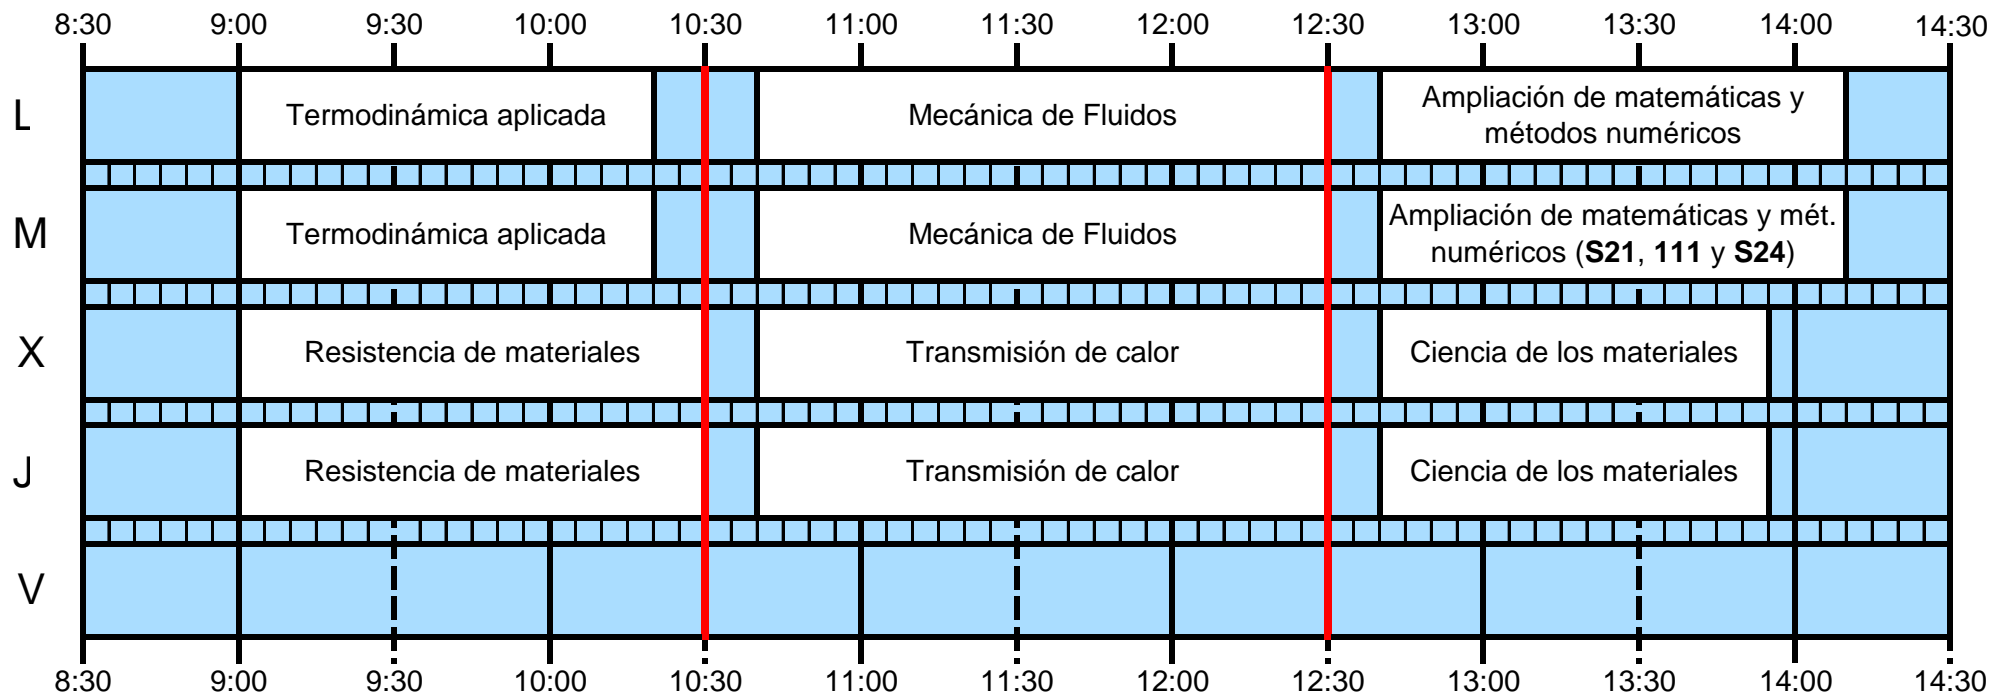 8:30 9:00 9:30 10:00 10:30 11:00 11:30 12:00 12:30 13:00 13:30 14:00 14:30
L
Termodinámica aplicada
Mecánica de Fluidos
Ampliación de matemáticas y
métodos numéricos
M
Termodinámica aplicada
Mecánica de Fluidos
Ampliación de matemáticas y mét.
numéricos (S21, 111 y S24)
X
Resistencia de materiales
Transmisión de calor
Ciencia de los materiales
J
Resistencia de materiales
Transmisión de calor
Ciencia de los materiales
V
8:30 9:00 9:30 10:00 10:30 11:00 11:30 12:00 12:30 13:00 13:30 14:00 14:30